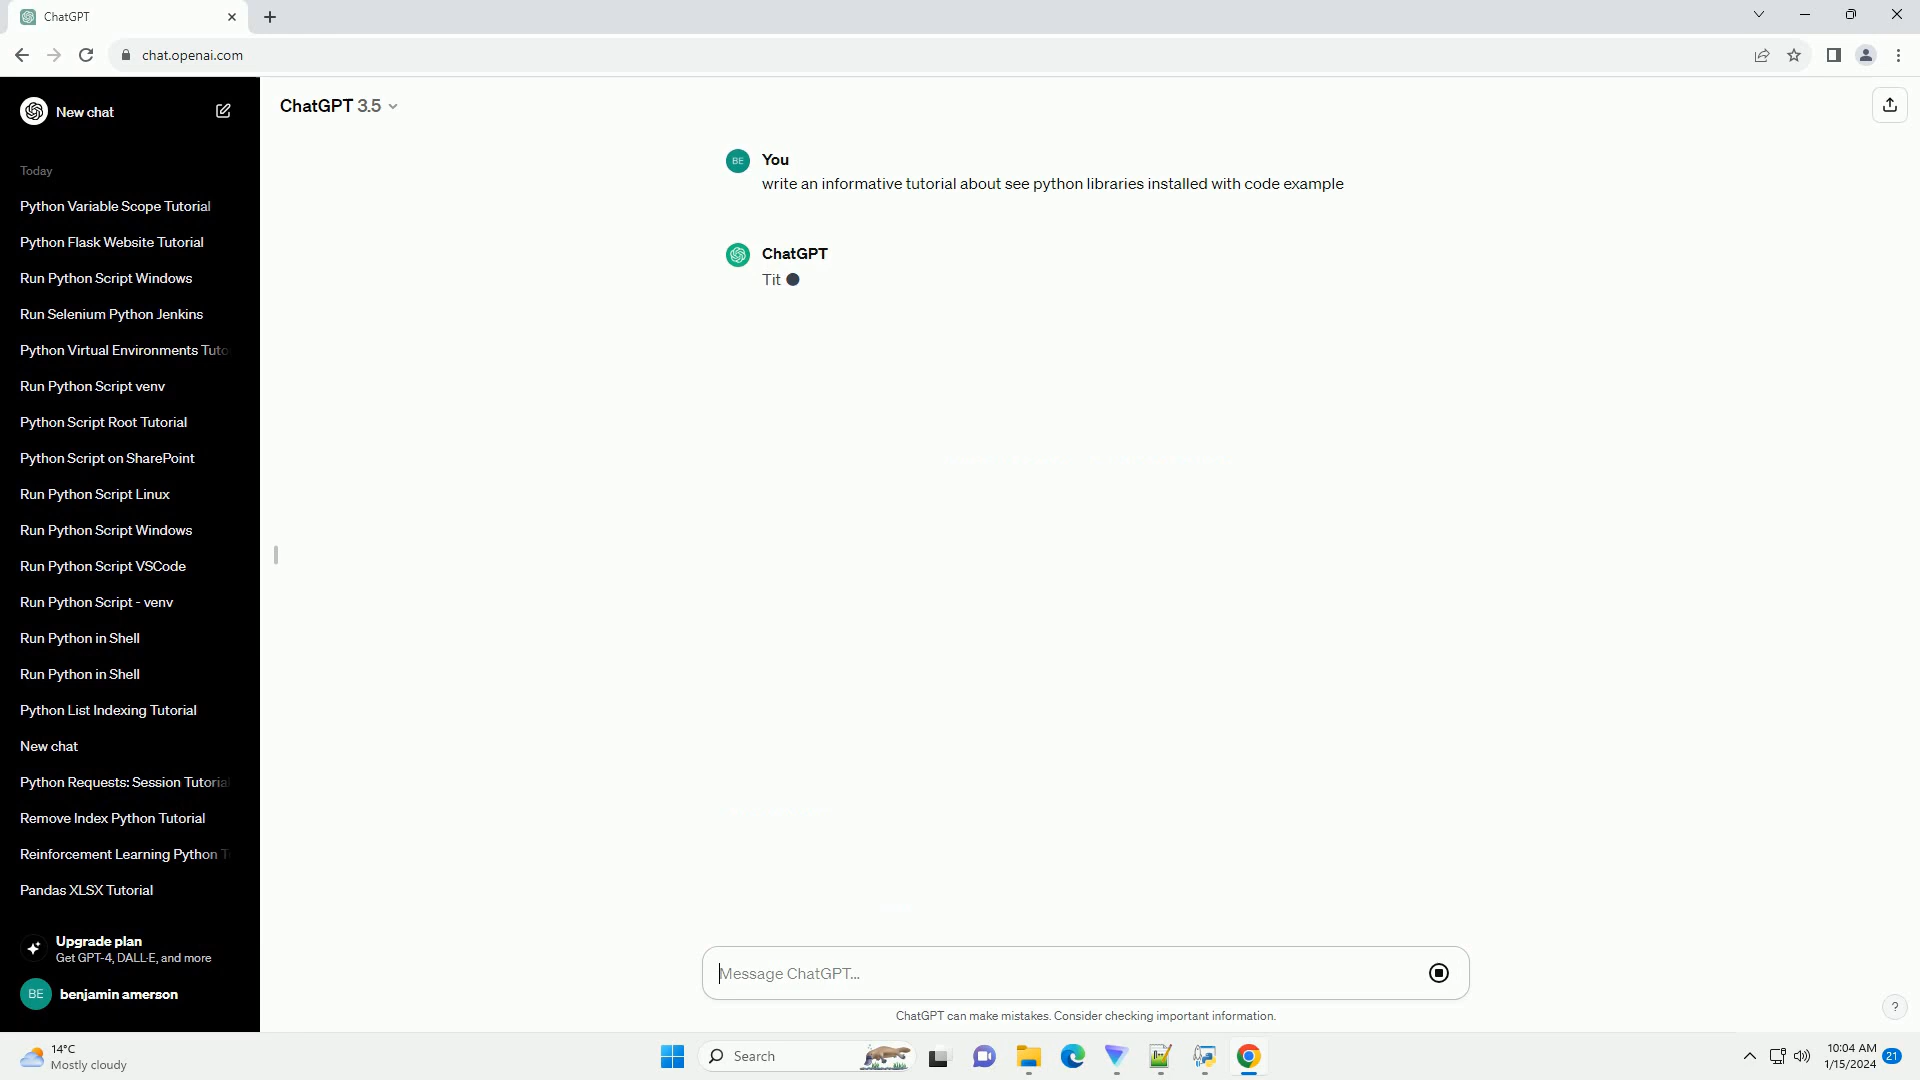 ChatGPT
chat.openai.com
New chat
ChatGPT 3.5
Today
Python Variable Scope Tutorial
Python Flask Website Tutorial
Run Python Script Windows
Run Selenium Python Jenkins
Python Virtual Environments Tuto
Run Python Script venv
Python Script Root Tutorial
Python Script on SharePoint
Run Python Script Linux
Run Python Script Windows
Run Python Script VSCode
Run Python Script - venv
Run Python in Shell
Run Python in Shell
Python List Indexing Tutorial
New chat
Python Requests: Session Tutorial
Remove Index Python Tutorial
Reinforcement Learning Python T
Pandas XLSX Tutorial
Upgrade plan
Get GPT-4, DALL·E, and more
BE
benjamin amerson
BE
You
write an informative tutorial about see python libraries installed with code example
ChatGPT
Tit
Message ChatGPT...
ChatGPT can make mistakes. Consider checking important information.
?
14°C
Mostly cloudy
Search
10:04 AM
1/15/2024
21